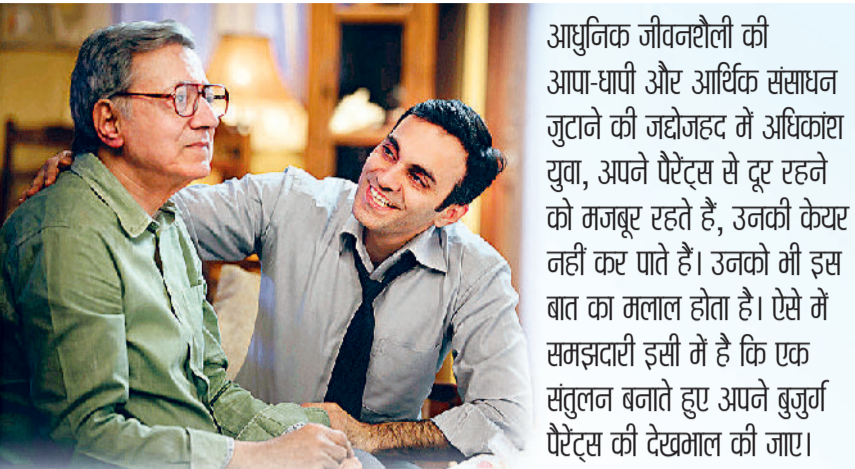 आधुनिक जीवनशैली की
आपा-धापी और आर्थिक संसाधन
जुटाने की जद्दोजहद में अधिकांश
युवा, अपने पैरेंट्स से दूर रहने
को मजबूर रहते हैं, उनकी केयर
नहीं कर पाते हैं। उनको भी इस
बात का मलाल होता है। ऐसे में
समझदारी इसी में है कि एक
संतुलन बनाते हुए अपने बुजुर्ग
पैरेंट्स की देखभाल की जाए।